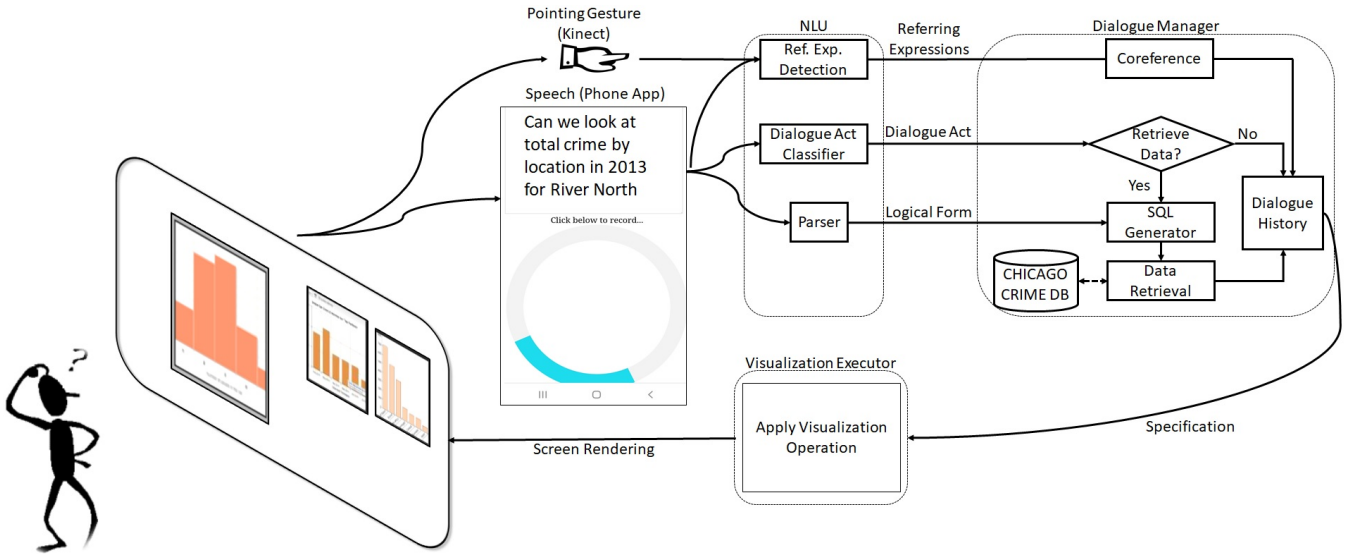 Pointing Gesture
(Kinect)
Speech (Phone App)
Can we look at
total crime by
location in 2013
for River North
Click below to record...
NLU
Ref. Exp.
Detection
Dialogue Act
Classifier
Parser
Referring
Expressions
Dialogue Act
Logical Form
Dialogue Manager
Coreference
Retrieve
Data?
No
Yes
SQL
Generator
Dialogue
History
CHICAGO
CRIME DB
Data
Retrieval
Visualization Executor
Apply Visualization
Operation
Specification
Screen Rendering
?